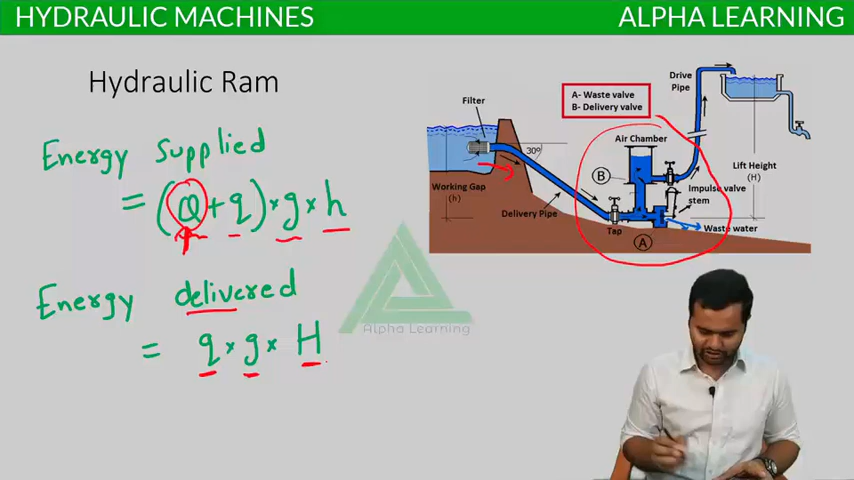 HYDRAULIC MACHINES
ALPHA LEARNING
Hydraulic Ram
Energy Supplied
= (Q + q) × g × h
Energy delivered
= q × g × H
A- Waste valve
B- Delivery valve
Drive
Pipe
Filter
Air Chamber
30°
B
Lift Height
(H)
Working Gap
(h)
Impulse valve
stem
Delivery Pipe
Tap
Waste water
A
Alpha Learning